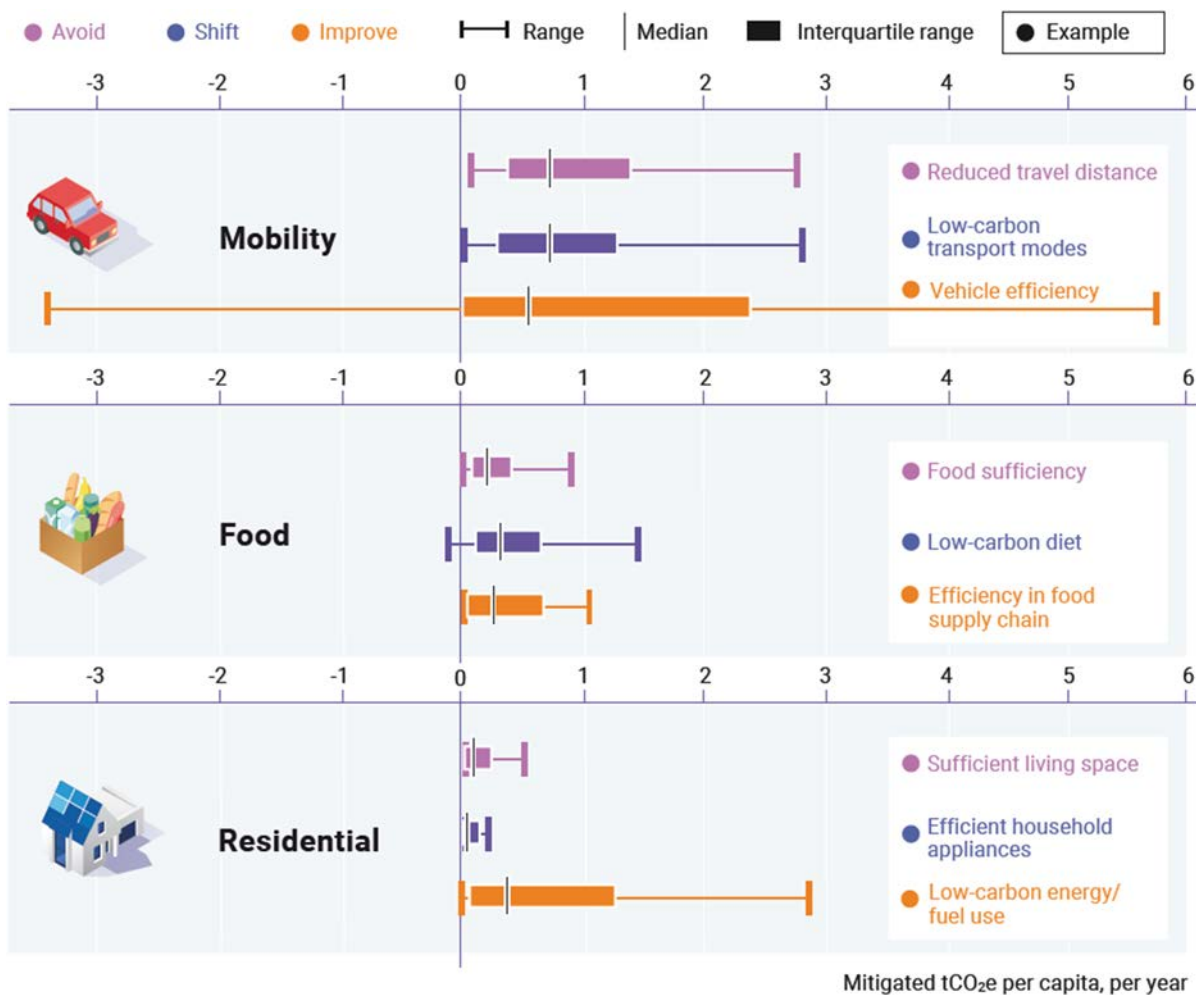 Avoid Shift Improve Range Median Interquartile range Example
-3 -2 -1 0 1 2 3 4 5 6
Reduced travel distance
Mobility
Low-carbon
transport modes
Vehicle efficiency
-3 -2 -1 0 1 2 3 4 5 6
Food sufficiency
Food
Low-carbon diet
Efficiency in food
supply chain
-3 -2 -1 0 1 2 3 4 5 6
Sufficient living space
Residential
Efficient household
appliances
Low-carbon energy/
fuel use
Mitigated tCO₂e per capita, per year